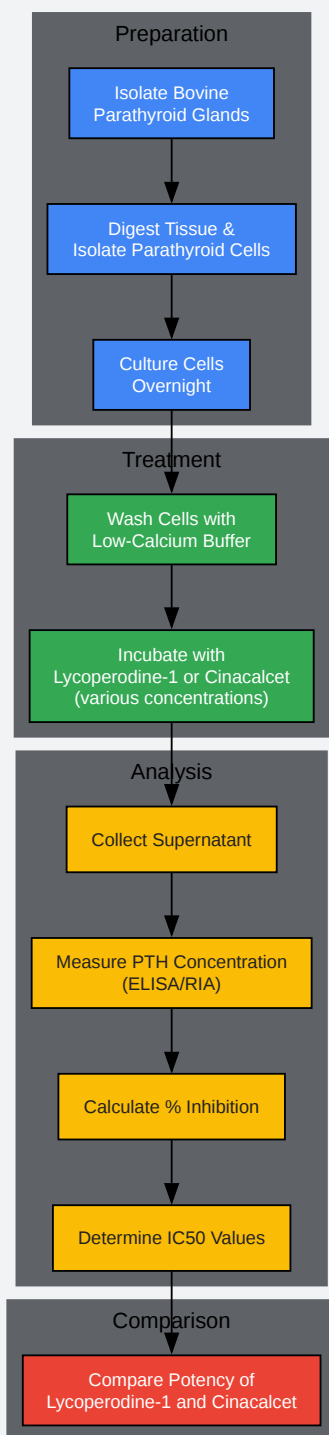 Preparation
Isolate Bovine
Parathyroid Glands
Digest Tissue &
Isolate Parathyroid Cells
Culture Cells
Overnight
Treatment
Wash Cells with
Low-Calcium Buffer
Incubate with
Lycoperodine-1 or Cinacalcet
(various concentrations)
Analysis
Collect Supernatant
Measure PTH Concentration
(ELISA/RIA)
Calculate % Inhibition
Determine IC50 Values
Comparison
Compare Potency of
Lycoperodine-1 and Cinacalcet